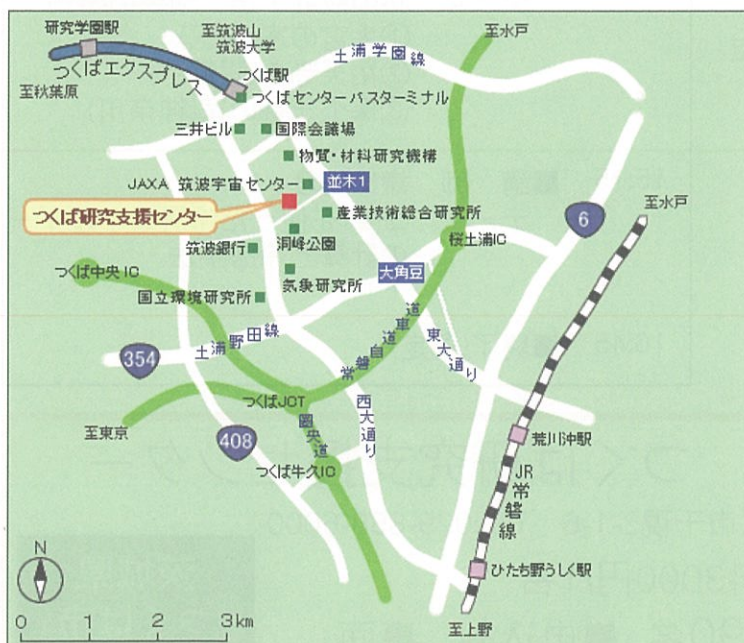 研究学園駅
至筑波山
筑波大学
至水戸
つくばエクスプレス
つくば駅
土浦学園線
至秋葉原
つくばセンターバスターミナル
三井ビル
国際会議場
物質・材料研究機構
JAXA 筑波宇宙センター
並木1
至水戸
つくば研究支援センター
産業技術総合研究所
6
洞峰公園
筑波銀行
桜土浦IC
つくば中央IC
大角豆
気象研究所
国立環境研究所
常磐自動車道
東大通り
354
土浦野田線
つくばJCT
西大通り
至東京
圏央道
荒川沖駅
408
つくば牛久IC
JR常磐線
N
ひたち野うしく駅
0 1 2 3km
至上野